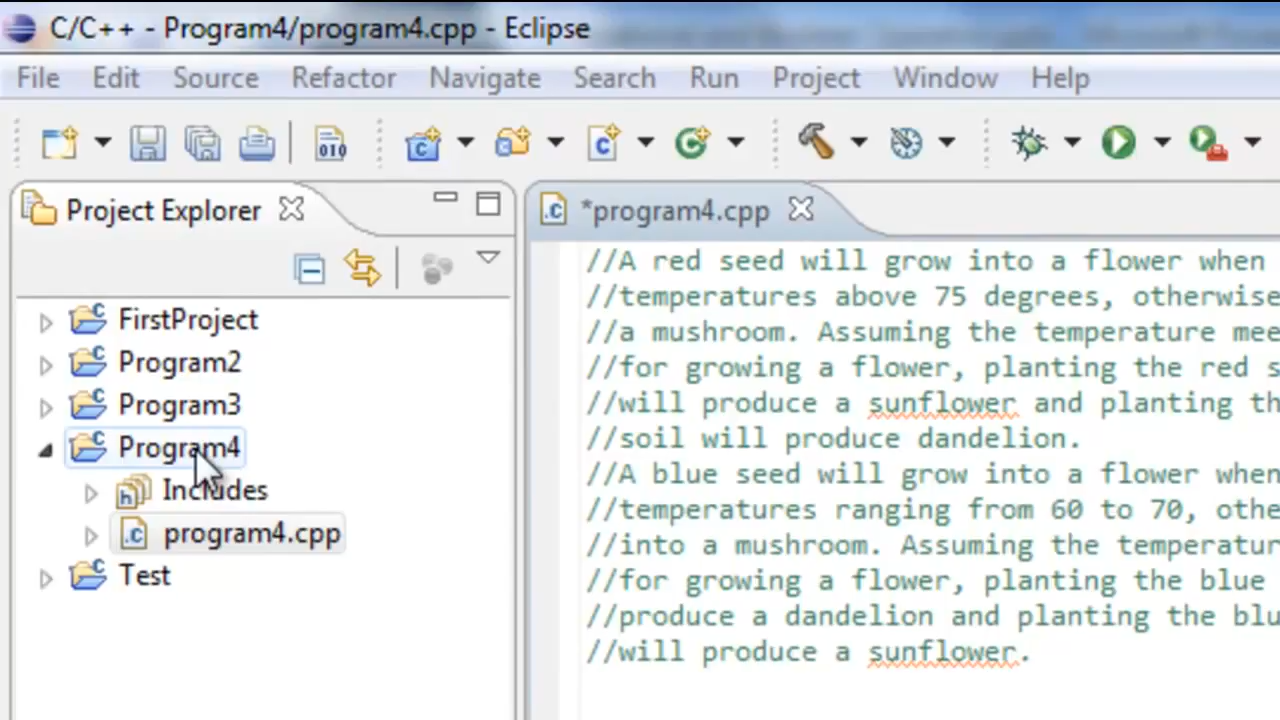 C/C++ - Program4/program4.cpp - Eclipse
File Edit Source Refactor Navigate Search Run Project Window Help
010
Project Explorer
*program4.cpp
//A red seed will grow into a flower when
//temperatures above 75 degrees, otherwise
//a mushroom. Assuming the temperature mee
//for growing a flower, planting the red s
//will produce a sunflower and planting th
//soil will produce dandelion.
//A blue seed will grow into a flower when
//temperatures ranging from 60 to 70, othe
//into a mushroom. Assuming the temperatur
//for growing a flower, planting the blue
//produce a dandelion and planting the blu
//will produce a sunflower.
FirstProject
Program2
Program3
Program4
Includes
program4.cpp
Test